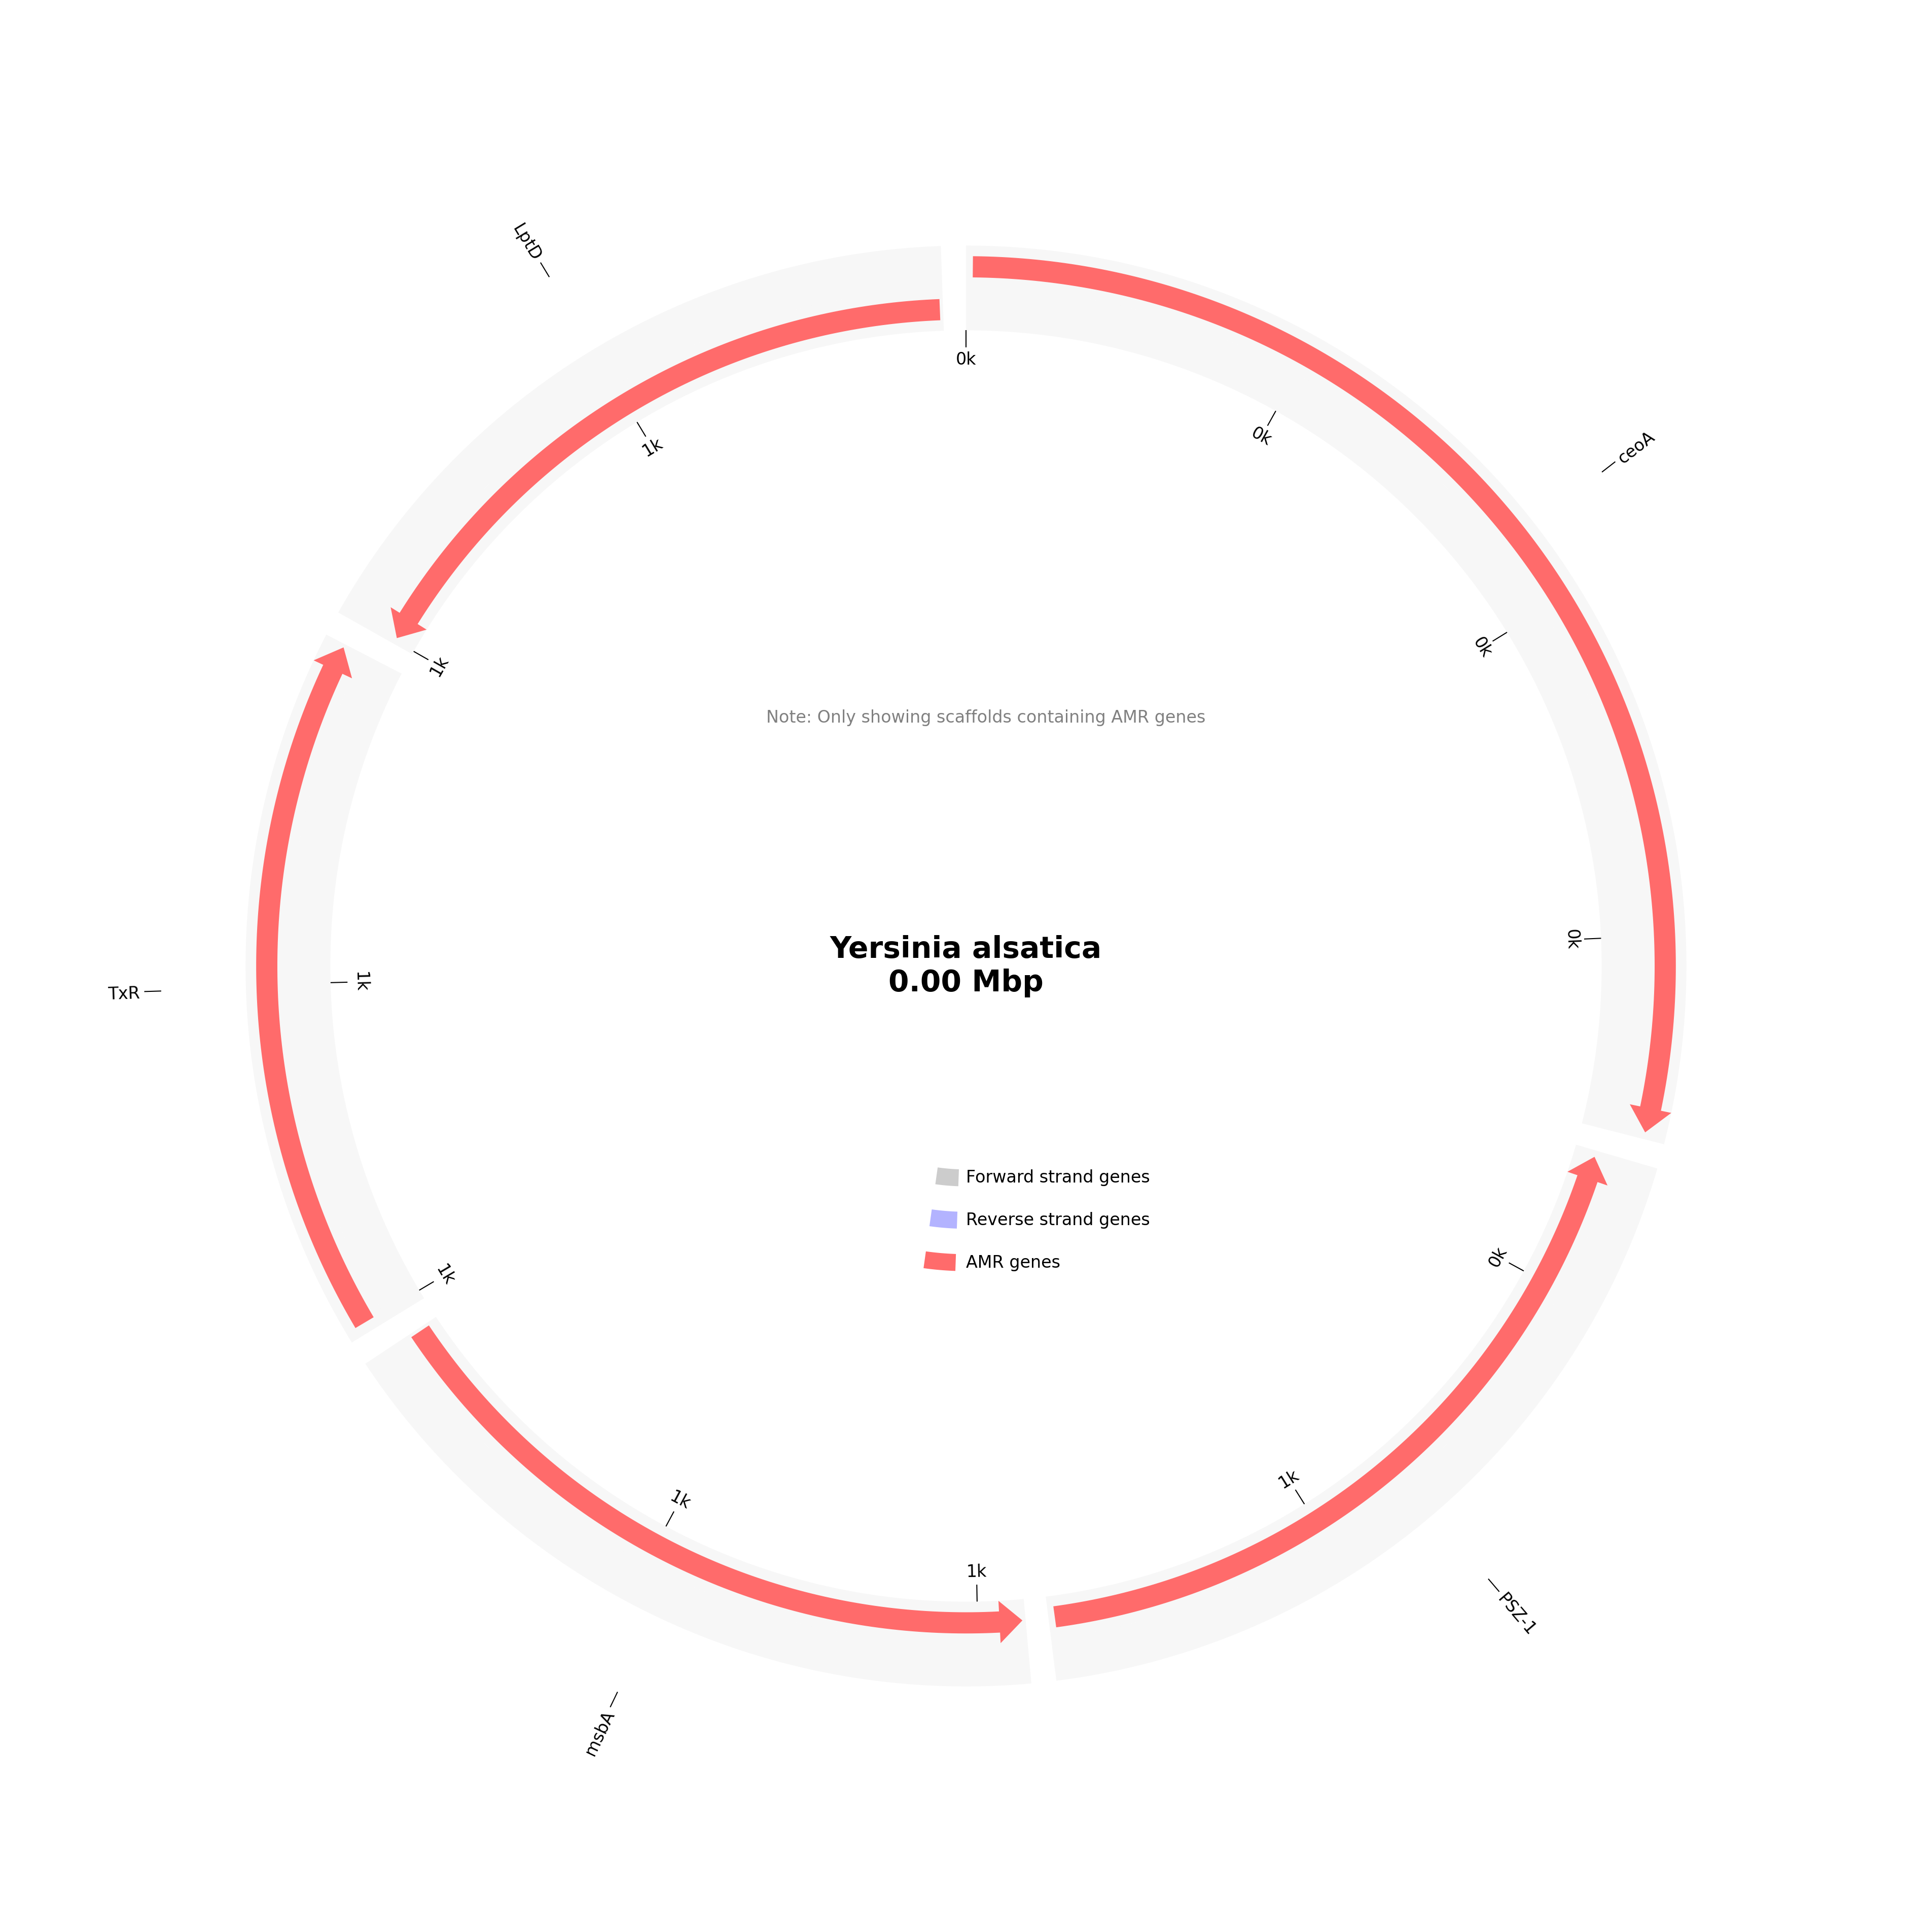 LptD
0k
0k
ceoA
1k
0k
1k
Note: Only showing scaffolds containing AMR genes
0k
Yersinia alsatica
0.00 Mbp
TxR
1k
Forward strand genes
Reverse strand genes
AMR genes
0k
1k
1k
1k
1k
PSZ-1
msbA